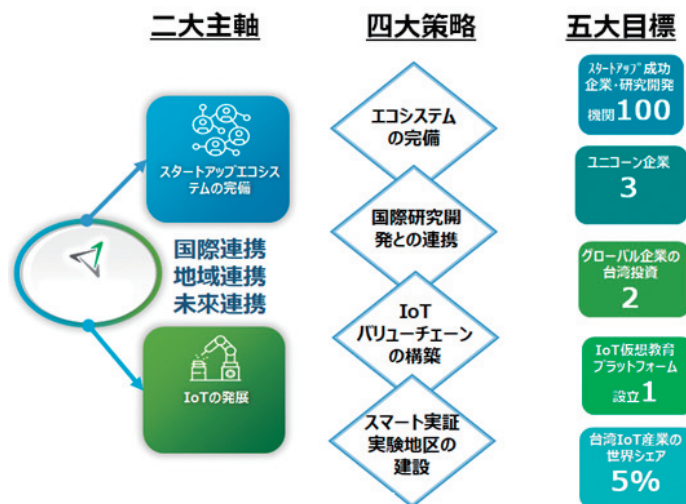 二大主軸
スタートアップエコシス
テムの完備
国際連携
地域連携
未來連携
IoTの発展
四大策略
エコシステム
の完備
国際研究開
発との連携
IoT
バリューチェーン
の構築
スマート実証
実験地区の
建設
五大目標
スタートアップ成功
企業・研究開発
機関100
ユニコーン企業
3
グローバル企業の
台湾投資
2
IoT仮想教育
プラットフォーム
設立1
台湾IoT産業の
世界シェア
5%